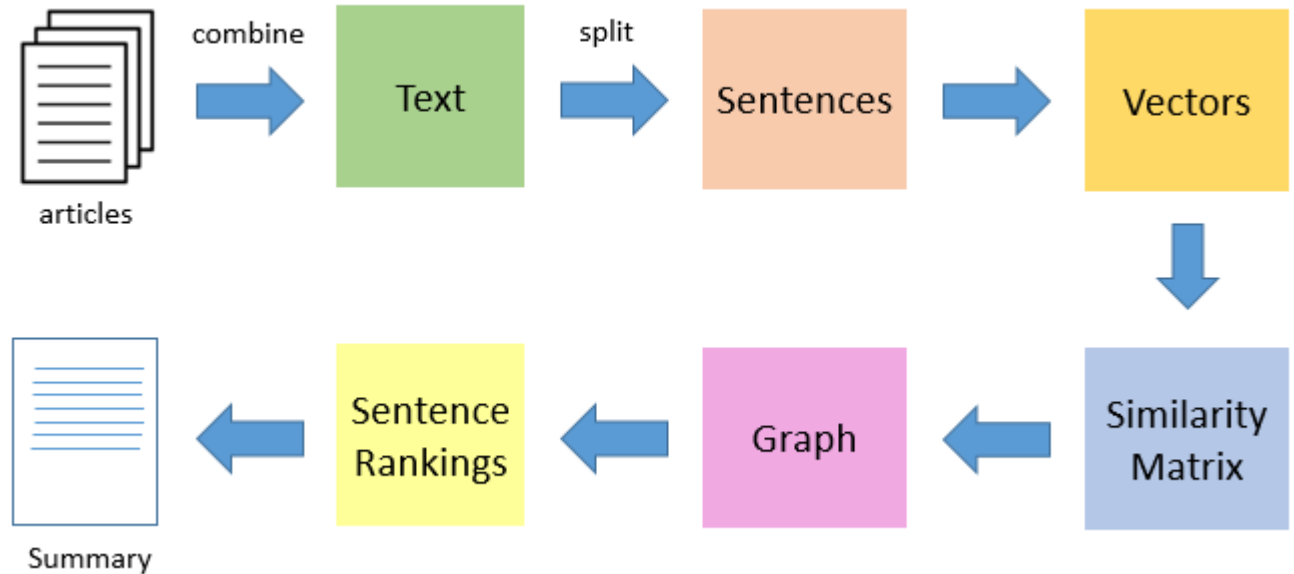 combine
split
Text
Sentences
Vectors
articles
Similarity
Matrix
Graph
Sentence
Rankings
Summary